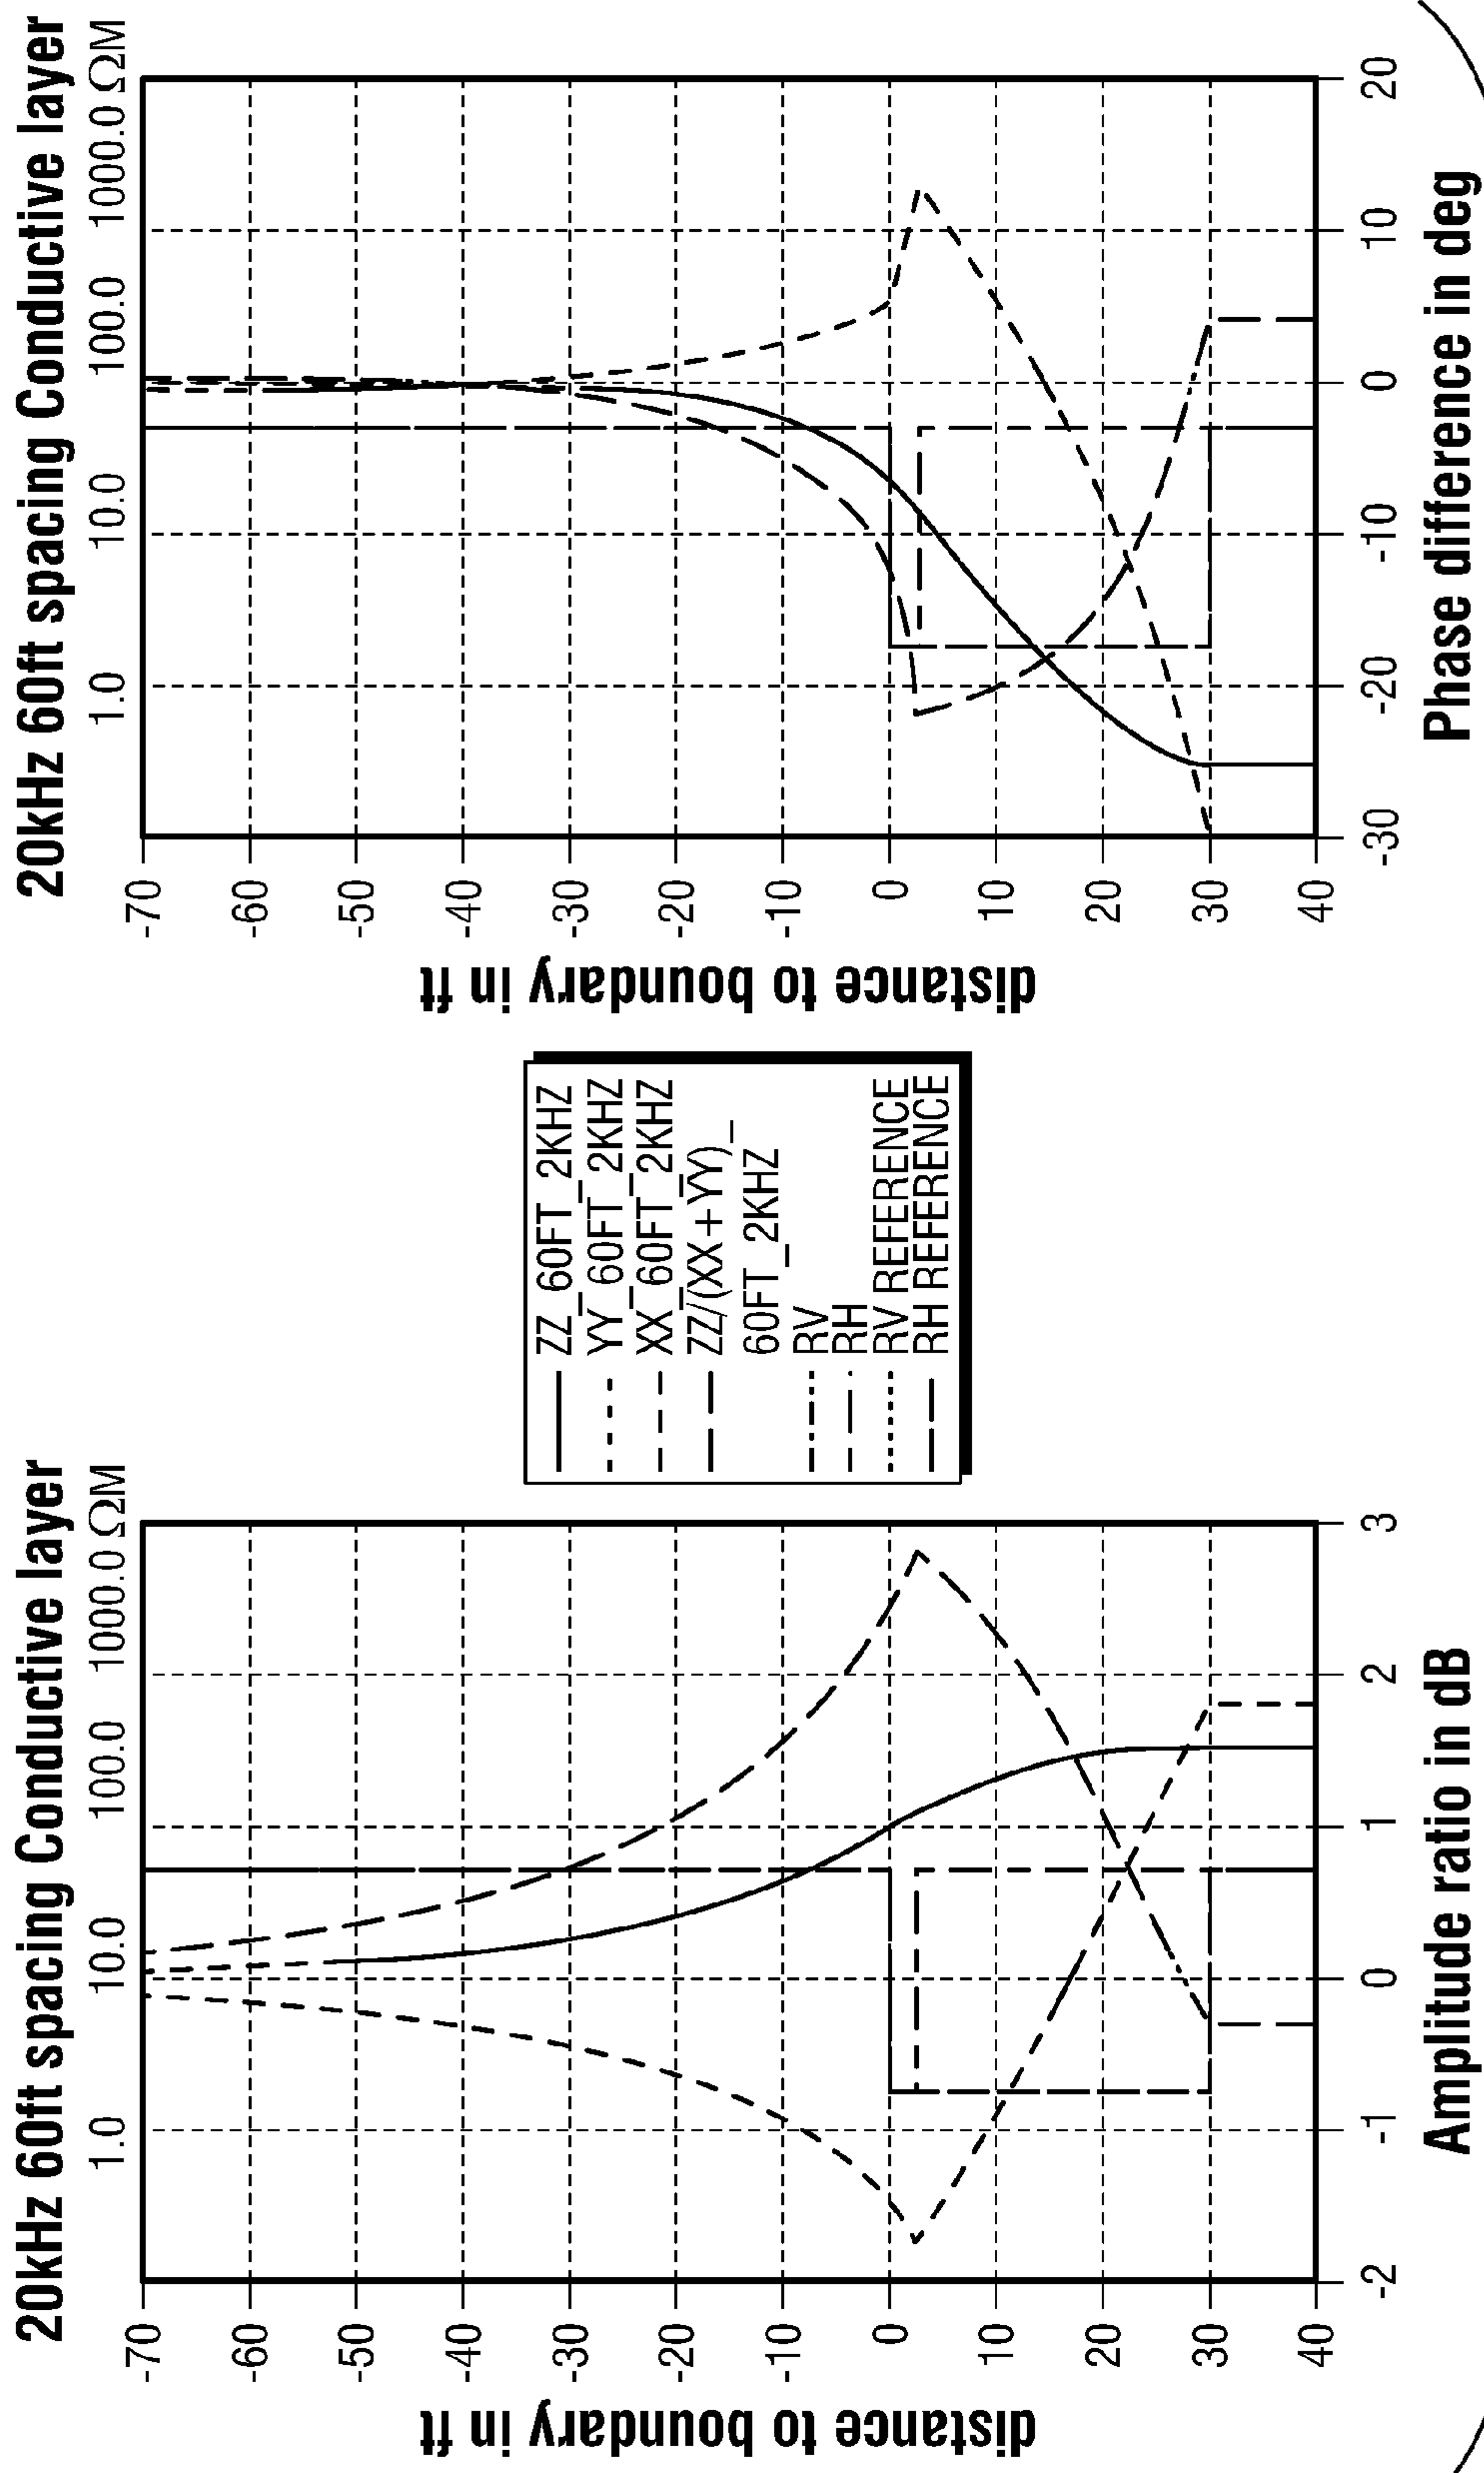 20kHz 60ft spacing Conductive layer
1.0 10.0 100.0 1000.0 ΩM
-70
-60
-50
-40
-30
-20
-10
0
10
20
30
40
distance to boundary in ft
-2 -1 0 1 2 3
Amplitude ratio in dB
ZZ_60FT_2KHZ
YY_60FT_2KHZ
XX_60FT_2KHZ
ZZ/(XX+YY)_
60FT_2KHZ
RV
RH
RV REFERENCE
RH REFERENCE
20kHz 60ft spacing Conductive layer
1.0 10.0 100.0 1000.0 ΩM
-70
-60
-50
-40
-30
-20
-10
0
10
20
30
40
distance to boundary in ft
-30 -20 -10 0 10 20
Phase difference in deg